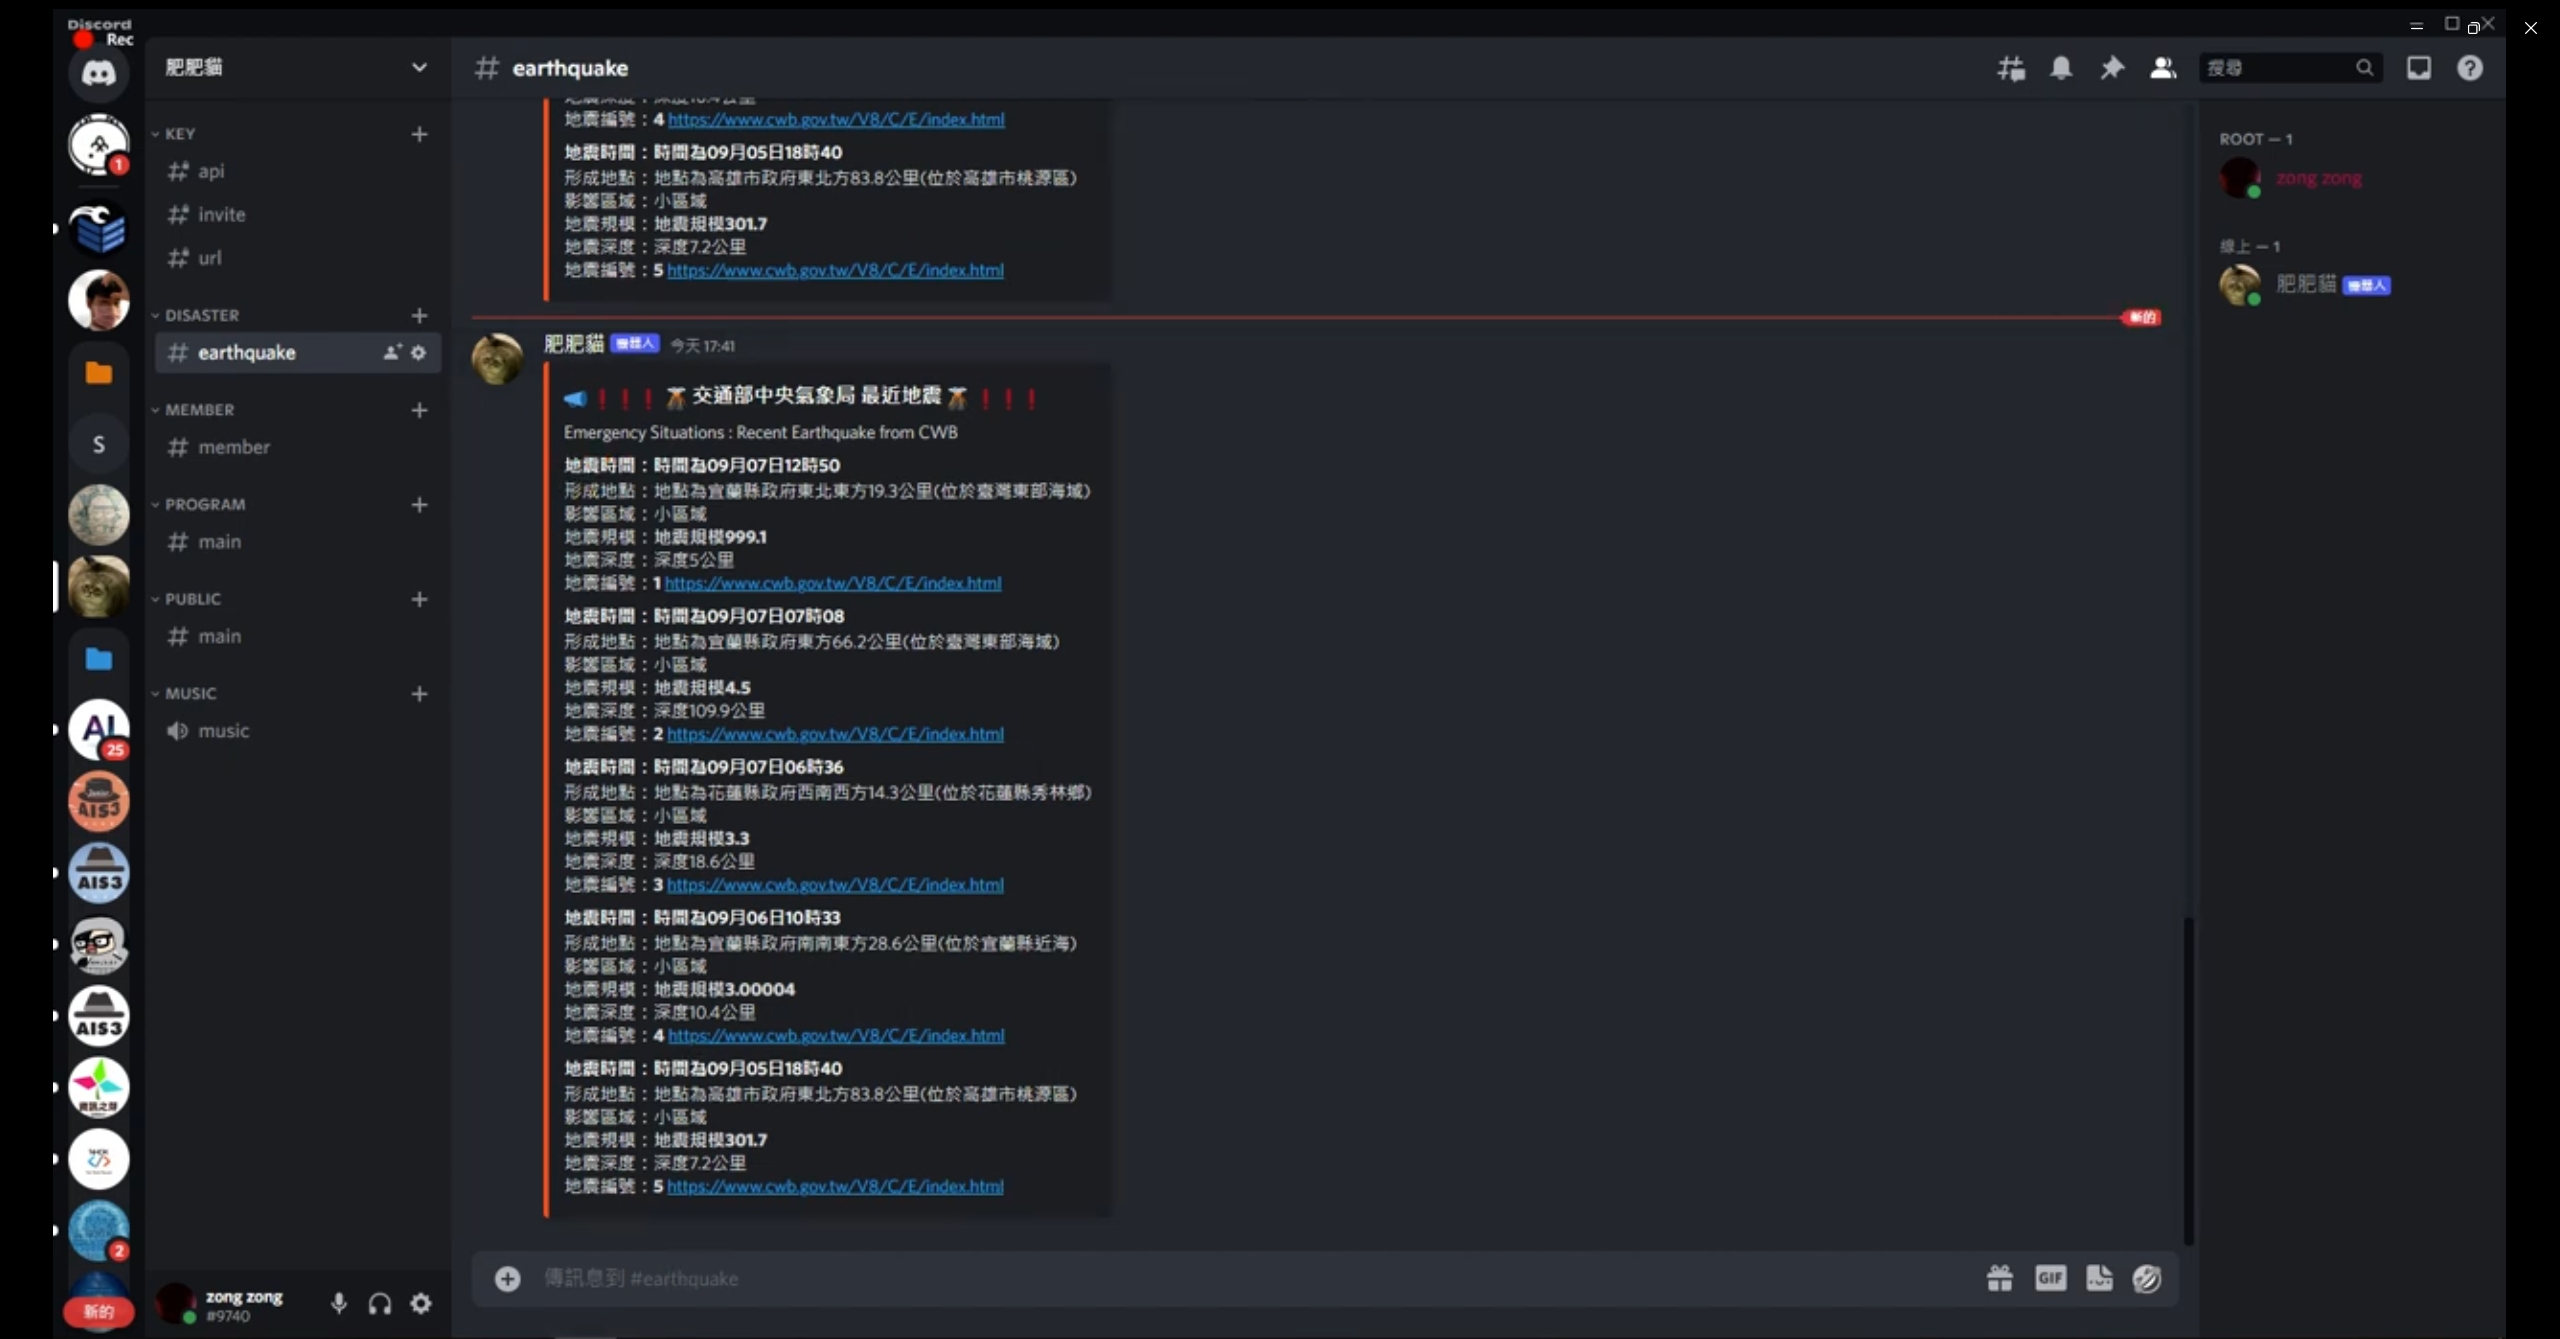 Discord
Rec
肥肥貓
earthquake
搜尋
KEY
api
invite
url
DISASTER
earthquake
MEMBER
member
PROGRAM
main
PUBLIC
main
MUSIC
music
1
S
AI
25
Junior
AIS3
AIS3
AIS3
資訊之芽
2
新的
zong zong
#9740
地震深度：深度10.4公里
地震編號：4 https://www.cwb.gov.tw/V8/C/E/index.html
地震時間：時間為09月05日18時40
形成地點：地點為高雄市政府東北方83.8公里(位於高雄市桃源區)
影響區域：小區域
地震規模：地震規模301.7
地震深度：深度7.2公里
地震編號：5 https://www.cwb.gov.tw/V8/C/E/index.html
新的
肥肥貓 機器人 今天 17:41
📣❗❗❗ 交通部中央氣象局 最近地震 ❗❗❗
Emergency Situations : Recent Earthquake from CWB
地震時間：時間為09月07日12時50
形成地點：地點為宜蘭縣政府東北東方19.3公里(位於臺灣東部海域)
影響區域：小區域
地震規模：地震規模999.1
地震深度：深度5公里
地震編號：1 https://www.cwb.gov.tw/V8/C/E/index.html
地震時間：時間為09月07日07時08
形成地點：地點為宜蘭縣政府東方66.2公里(位於臺灣東部海域)
影響區域：小區域
地震規模：地震規模4.5
地震深度：深度109.9公里
地震編號：2 https://www.cwb.gov.tw/V8/C/E/index.html
地震時間：時間為09月07日06時36
形成地點：地點為花蓮縣政府西南西方14.3公里(位於花蓮縣秀林鄉)
影響區域：小區域
地震規模：地震規模3.3
地震深度：深度18.6公里
地震編號：3 https://www.cwb.gov.tw/V8/C/E/index.html
地震時間：時間為09月06日10時33
形成地點：地點為宜蘭縣政府南南東方28.6公里(位於宜蘭縣近海)
影響區域：小區域
地震規模：地震規模3.00004
地震深度：深度10.4公里
地震編號：4 https://www.cwb.gov.tw/V8/C/E/index.html
地震時間：時間為09月05日18時40
形成地點：地點為高雄市政府東北方83.8公里(位於高雄市桃源區)
影響區域：小區域
地震規模：地震規模301.7
地震深度：深度7.2公里
地震編號：5 https://www.cwb.gov.tw/V8/C/E/index.html
傳訊息到 #earthquake
GIF
ROOT — 1
zong zong
線上 — 1
肥肥貓 機器人